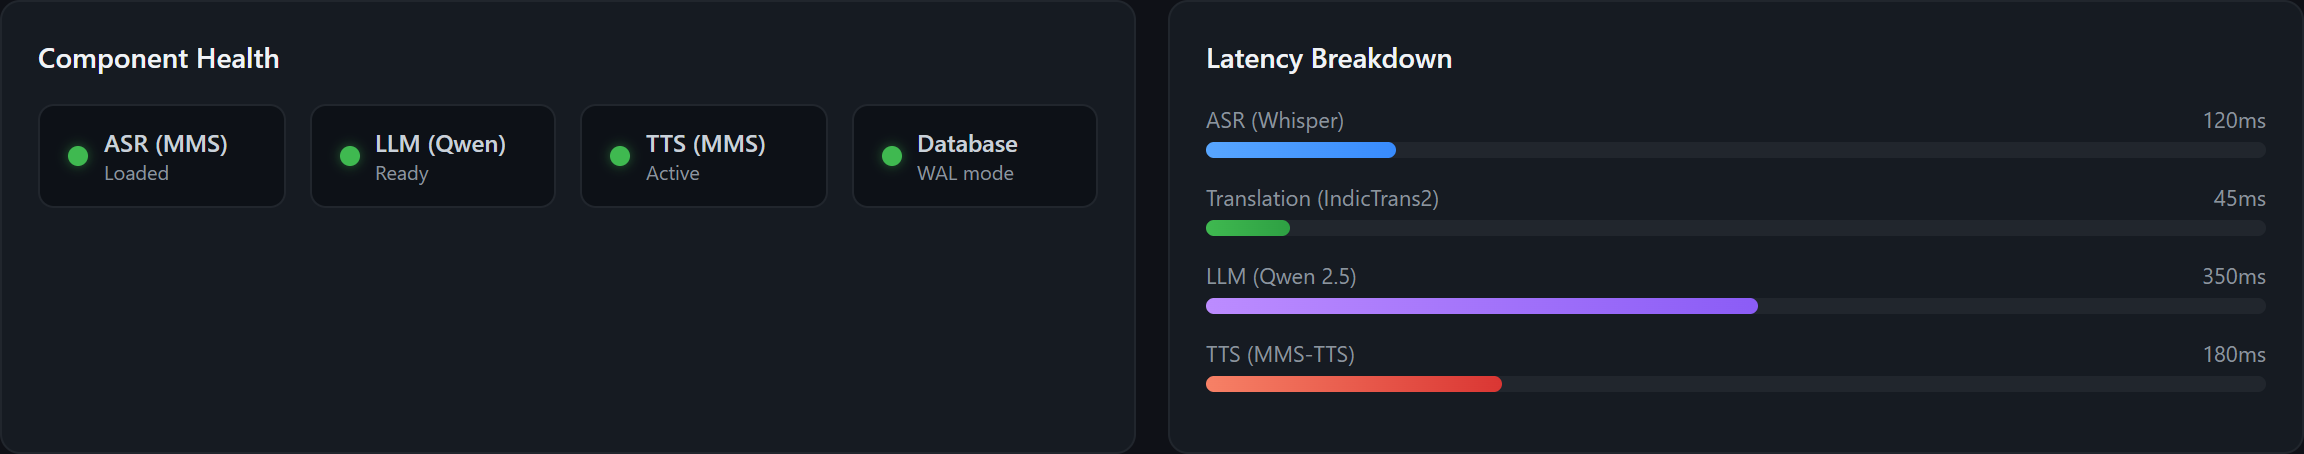 Component Health
ASR (MMS)
Loaded
LLM (Qwen)
Ready
TTS (MMS)
Active
Database
WAL mode
Latency Breakdown
ASR (Whisper) 120ms
Translation (IndicTrans2) 45ms
LLM (Qwen 2.5) 350ms
TTS (MMS-TTS) 180ms